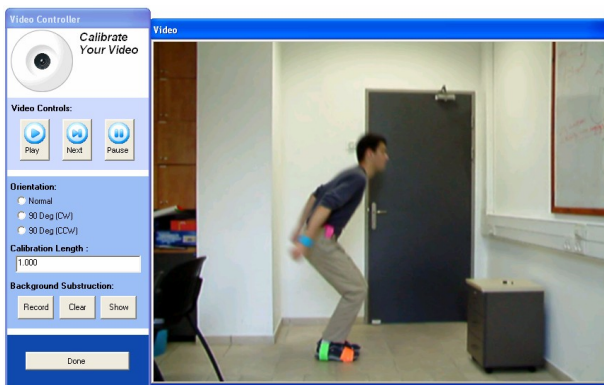 Video Controller
Calibrate
Your Video
Video Controls:
Play Next Pause
Orientation:
Normal
90 Deg (CW)
90 Deg (CCW)
Calibration Length :
1.000
Background Substruction:
Record Clear Show
Done
Video